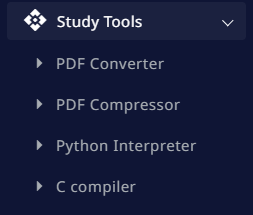 Study Tools
PDF Converter
PDF Compressor
Python Interpreter
C compiler